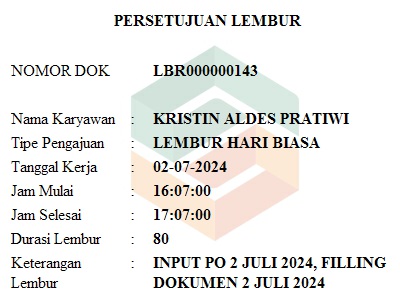 PERSETUJUAN LEMBUR
NOMOR DOK LBR000000143
Nama Karyawan : KRISTIN ALDES PRATIWI
Tipe Pengajuan : LEMBUR HARI BIASA
Tanggal Kerja : 02-07-2024
Jam Mulai : 16:07:00
Jam Selesai : 17:07:00
Durasi Lembur : 80
Keterangan : INPUT PO 2 JULI 2024, FILLING
Lembur DOKUMEN 2 JULI 2024